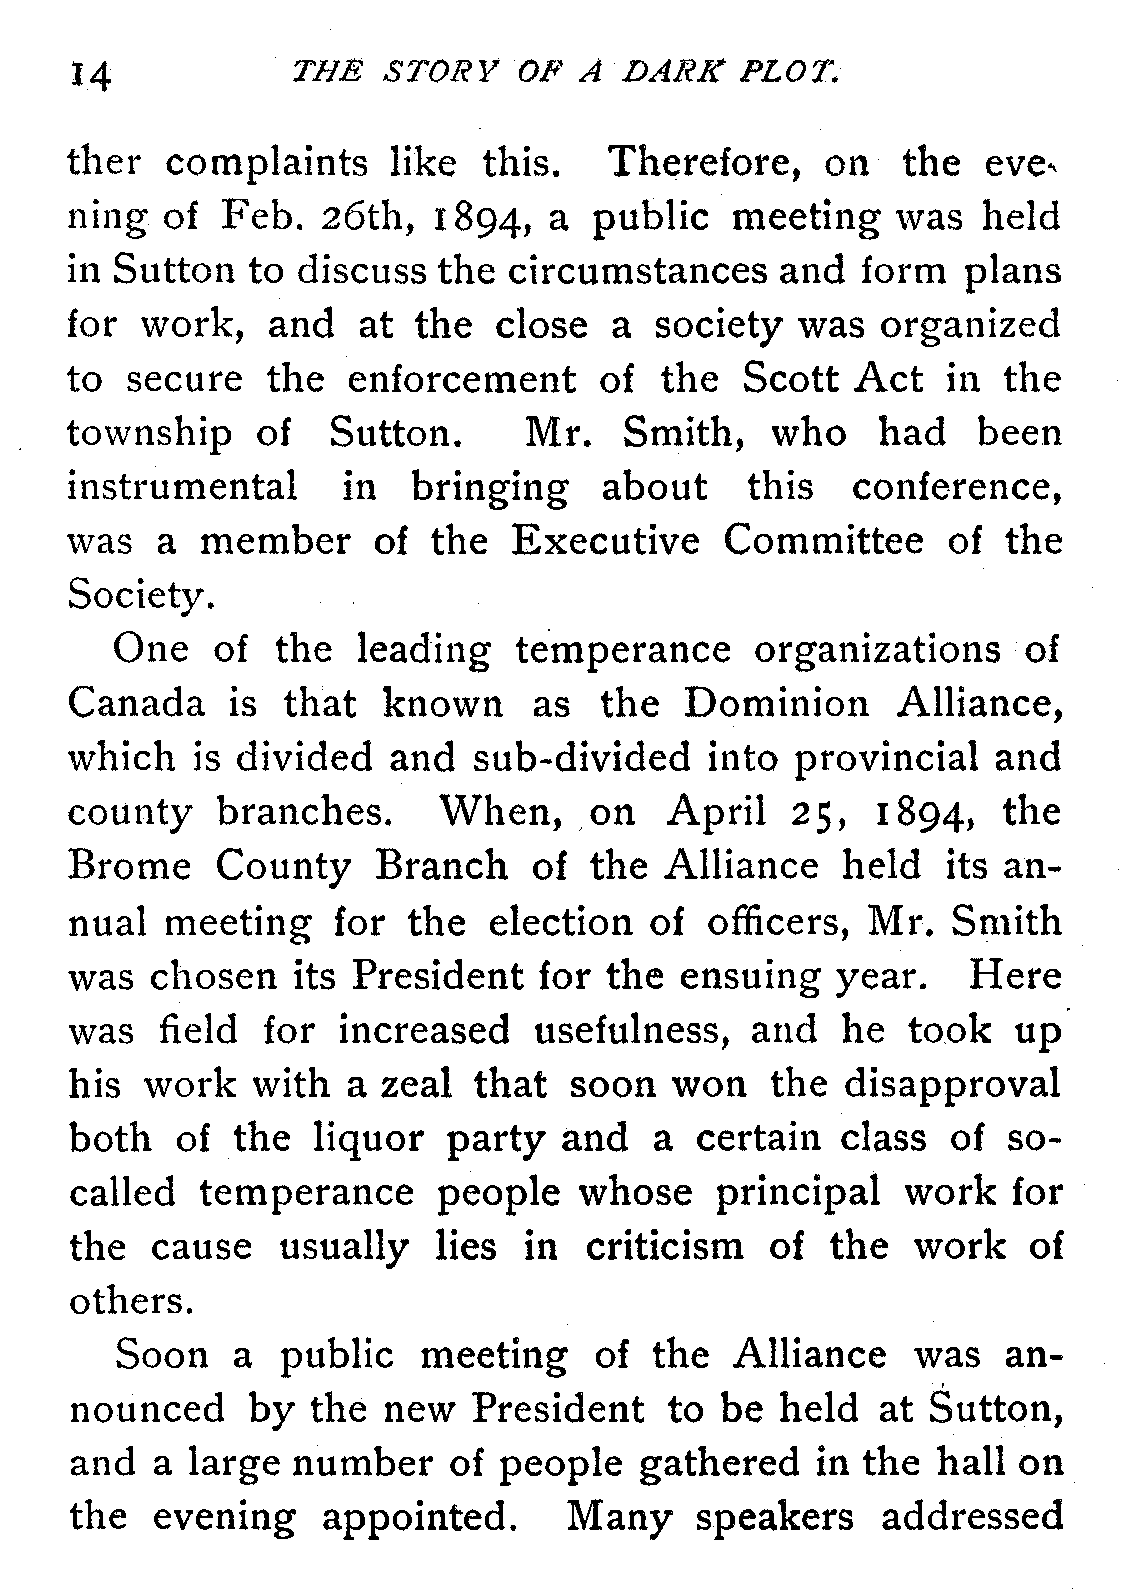 14 THE STORY OF A DARK PLOT.
ther complaints like this. Therefore, on the eve-
ning of Feb. 26th, 1894, a public meeting was held
in Sutton to discuss the circumstances and form plans
for work, and at the close a society was organized
to secure the enforcement of the Scott Act in the
township of Sutton. Mr. Smith, who had been
instrumental in bringing about this conference,
was a member of the Executive Committee of the
Society.
One of the leading temperance organizations of
Canada is that known as the Dominion Alliance,
which is divided and sub-divided into provincial and
county branches. When, on April 25, 1894, the
Brome County Branch of the Alliance held its an-
nual meeting for the election of officers, Mr. Smith
was chosen its President for the ensuing year. Here
was field for increased usefulness, and he took up
his work with a zeal that soon won the disapproval
both of the liquor party and a certain class of so-
called temperance people whose principal work for
the cause usually lies in criticism of the work of
others.
Soon a public meeting of the Alliance was an-
nounced by the new President to be held at Sutton,
and a large number of people gathered in the hall on
the evening appointed. Many speakers addressed